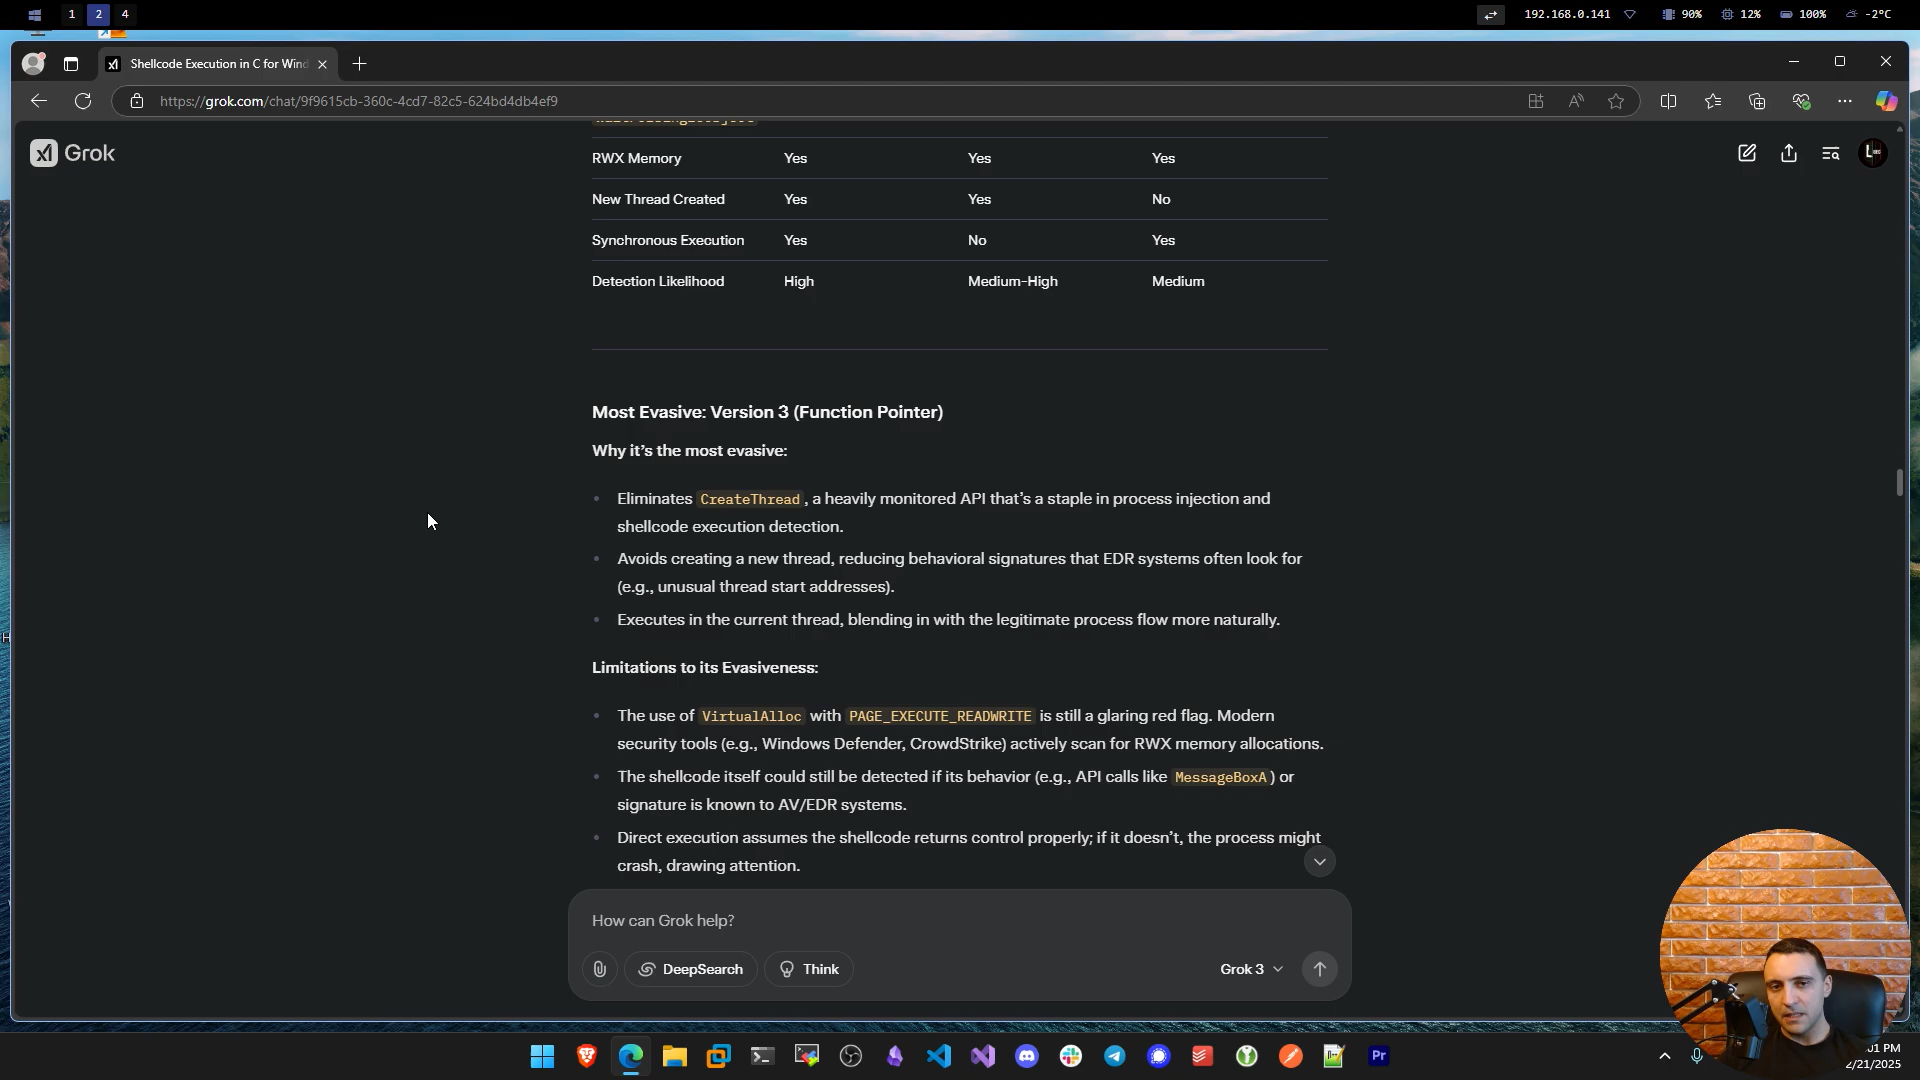 1 2 4
192.168.0.141 90% 12% 100% -2°C
Shellcode Execution in C for Wind
https://grok.com/chat/9f9615cb-360c-4cd7-82c5-624bd4db4ef9
Grok
RWX Memory Yes Yes Yes
New Thread Created Yes Yes No
Synchronous Execution Yes No Yes
Detection Likelihood High Medium-High Medium
Most Evasive: Version 3 (Function Pointer)
Why it’s the most evasive:
Eliminates CreateThread, a heavily monitored API that’s a staple in process injection and
shellcode execution detection.
Avoids creating a new thread, reducing behavioral signatures that EDR systems often look for
(e.g., unusual thread start addresses).
Executes in the current thread, blending in with the legitimate process flow more naturally.
Limitations to its Evasiveness:
The use of VirtualAlloc with PAGE_EXECUTE_READWRITE is still a glaring red flag. Modern
security tools (e.g., Windows Defender, CrowdStrike) actively scan for RWX memory allocations.
The shellcode itself could still be detected if its behavior (e.g., API calls like MessageBoxA) or
signature is known to AV/EDR systems.
Direct execution assumes the shellcode returns control properly; if it doesn’t, the process might
crash, drawing attention.
How can Grok help?
DeepSearch Think Grok 3
Pr
:01 PM
2/21/2025